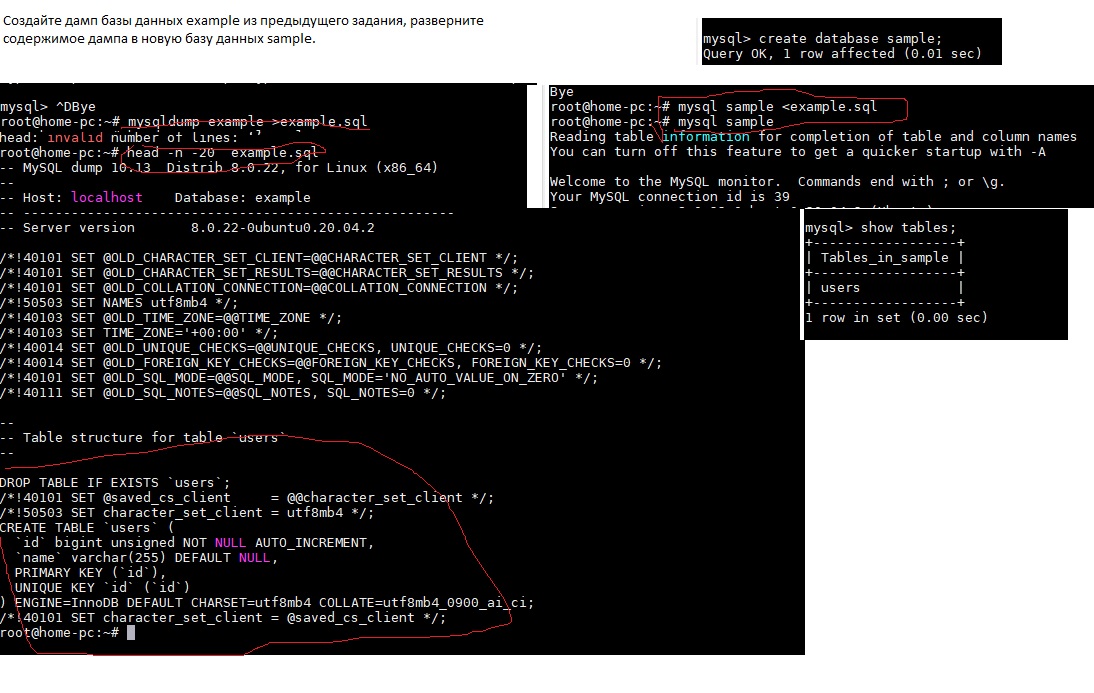 Создайте дамп базы данных example из предыдущего задания, разверните
содержимое дампа в новую базу данных sample.
mysql> create database sample;
Query OK, 1 row affected (0.01 sec)
mysql> ^DBye
root@home-pc:~# mysqldump example >example.sql
head: invalid number of lines:
root@home-pc:~# head -n -20  example.sql
-- MySQL dump 10.13  Distrib 8.0.22, for Linux (x86_64)
--
-- Host: localhost    Database: example
-- ------------------------------------------------------
-- Server version       8.0.22-0ubuntu0.20.04.2
/*!40101 SET @OLD_CHARACTER_SET_CLIENT=@@CHARACTER_SET_CLIENT */;
/*!40101 SET @OLD_CHARACTER_SET_RESULTS=@@CHARACTER_SET_RESULTS */;
/*!40101 SET @OLD_COLLATION_CONNECTION=@@COLLATION_CONNECTION */;
/*!50503 SET NAMES utf8mb4 */;
/*!40103 SET @OLD_TIME_ZONE=@@TIME_ZONE */;
/*!40103 SET TIME_ZONE='+00:00' */;
/*!40014 SET @OLD_UNIQUE_CHECKS=@@UNIQUE_CHECKS, UNIQUE_CHECKS=0 */;
/*!40014 SET @OLD_FOREIGN_KEY_CHECKS=@@FOREIGN_KEY_CHECKS, FOREIGN_KEY_CHECKS=0 */;
/*!40101 SET @OLD_SQL_MODE=@@SQL_MODE, SQL_MODE='NO_AUTO_VALUE_ON_ZERO' */;
/*!40111 SET @OLD_SQL_NOTES=@@SQL_NOTES, SQL_NOTES=0 */;
--
-- Table structure for table `users`
--
DROP TABLE IF EXISTS `users`;
/*!40101 SET @saved_cs_client     = @@character_set_client */;
/*!50503 SET character_set_client = utf8mb4 */;
CREATE TABLE `users` (
  `id` bigint unsigned NOT NULL AUTO_INCREMENT,
  `name` varchar(255) DEFAULT NULL,
  PRIMARY KEY (`id`),
  UNIQUE KEY `id` (`id`)
) ENGINE=InnoDB DEFAULT CHARSET=utf8mb4 COLLATE=utf8mb4_0900_ai_ci;
/*!40101 SET character_set_client = @saved_cs_client */;
root@home-pc:~#
Bye
root@home-pc:~# mysql sample <example.sql
root@home-pc:~# mysql sample
Reading table information for completion of table and column names
You can turn off this feature to get a quicker startup with -A
Welcome to the MySQL monitor.  Commands end with ; or \g.
Your MySQL connection id is 39
mysql> show tables;
+------------------+
| Tables_in_sample |
+------------------+
| users            |
+------------------+
1 row in set (0.00 sec)